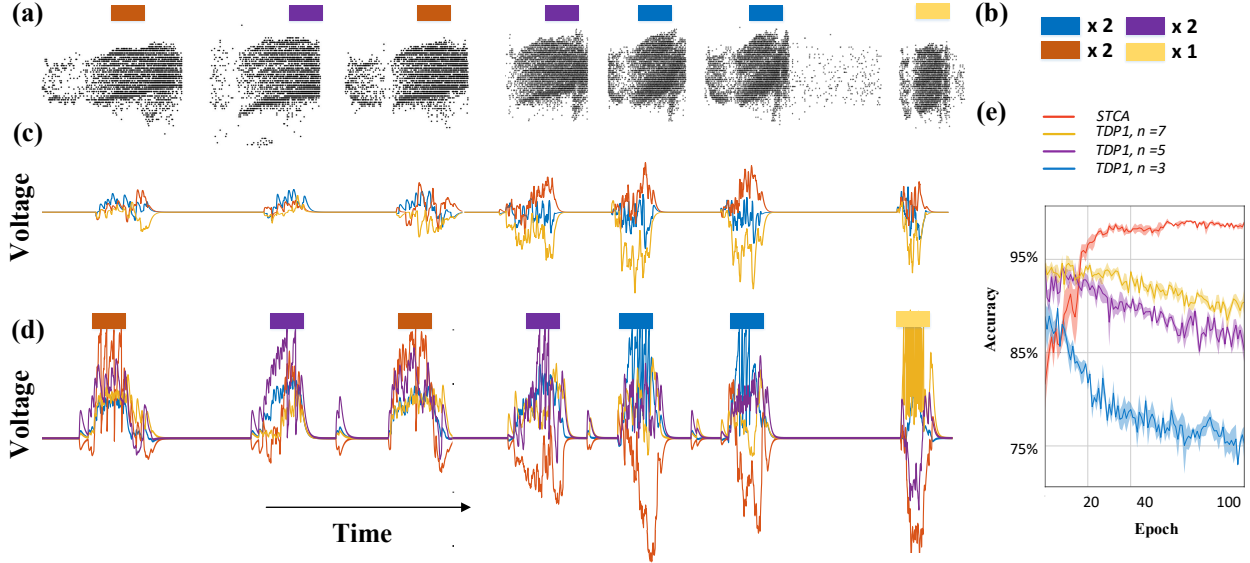 (a)
(b)
x 2
x 2
x 2
x 1
(c)
Voltage
(d)
Voltage
Time
(e)
STCA
TDP1, n =7
TDP1, n =5
TDP1, n =3
Accuracy
95%
85%
75%
20 40 100
Epoch